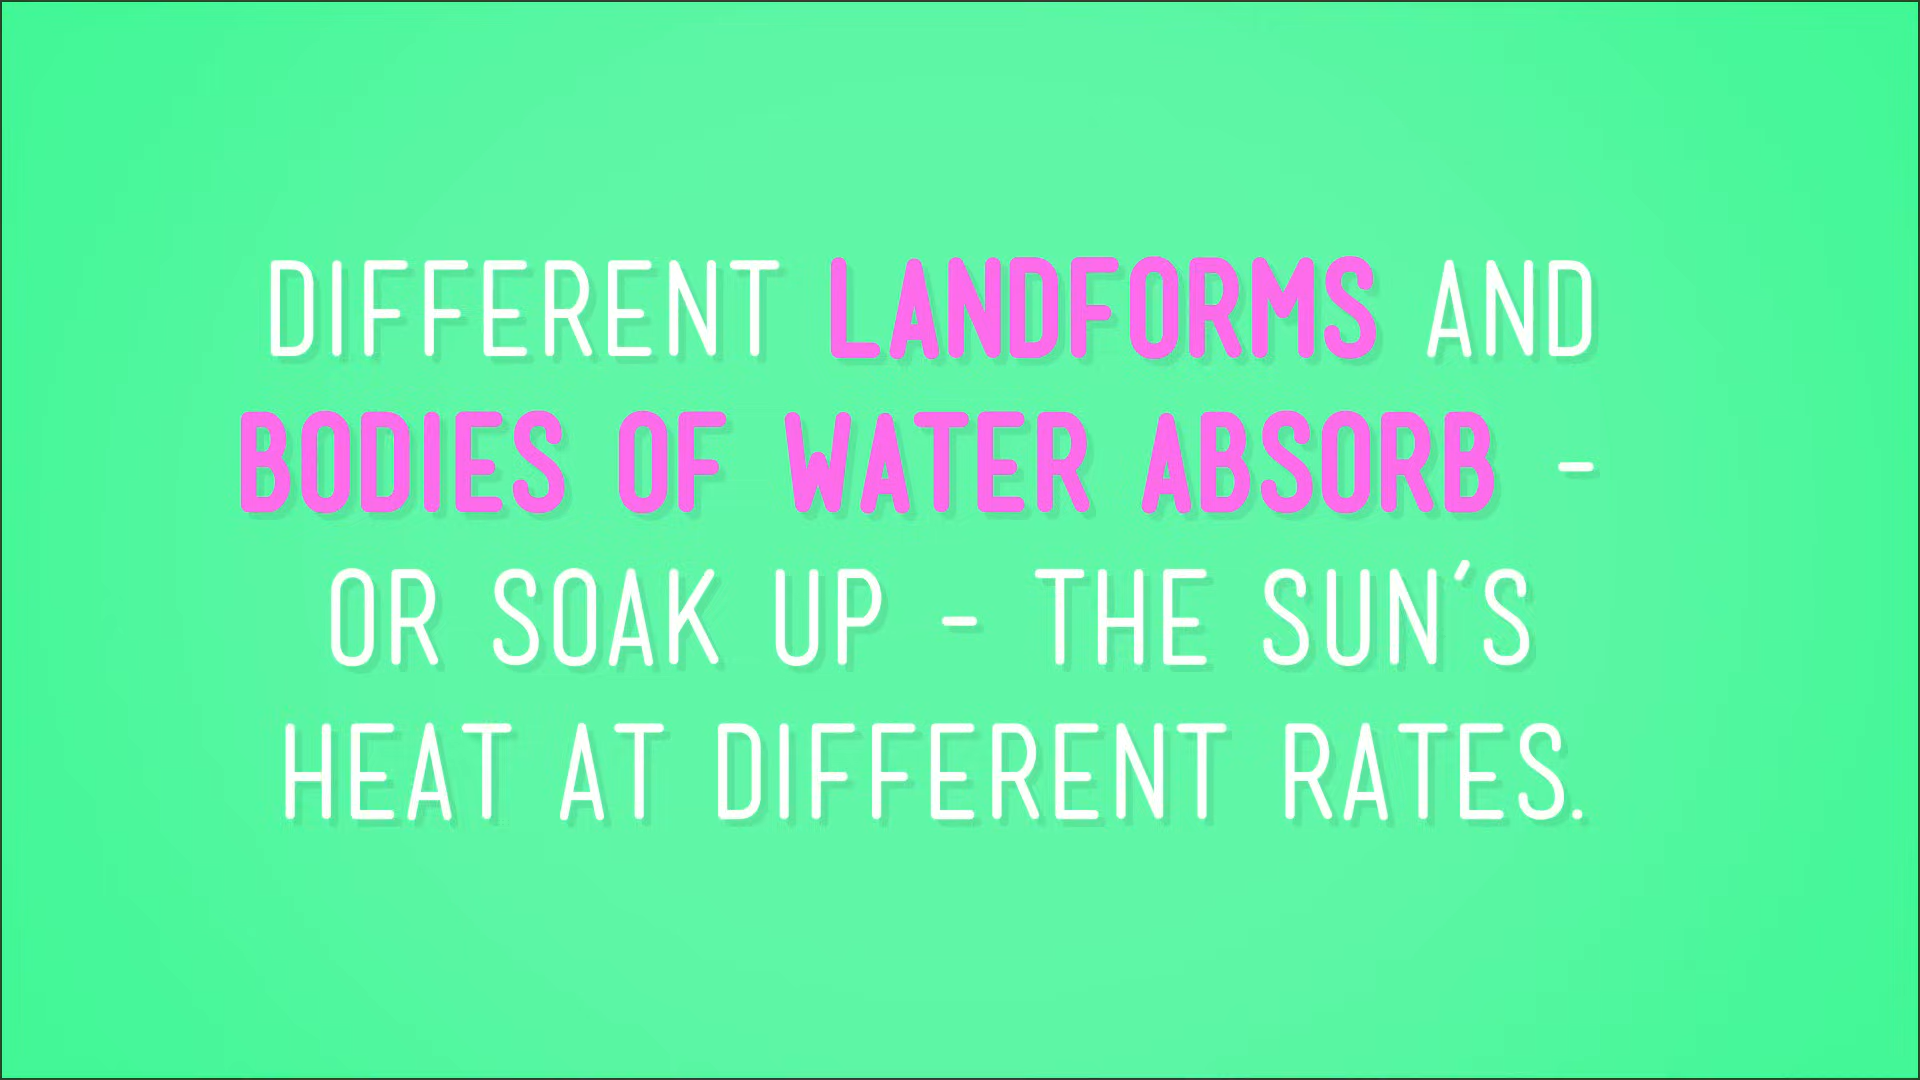 DIFFERENT LANDFORMS AND
BODIES OF WATER ABSORB -
OR SOAK UP - THE SUN'S
HEAT AT DIFFERENT RATES.